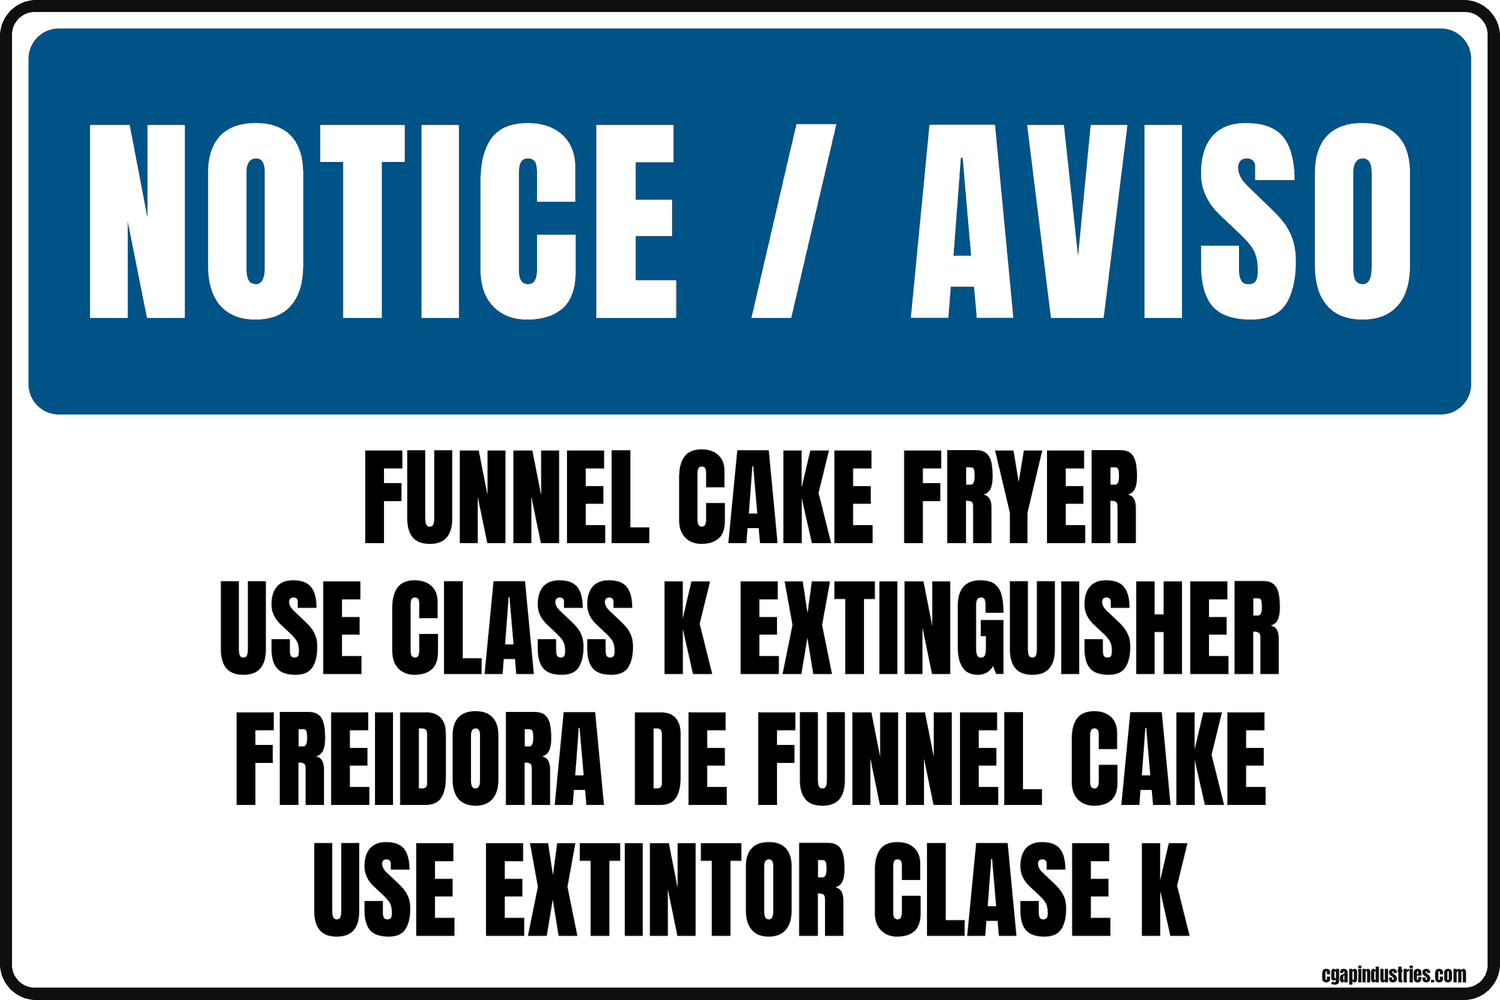 NOTICE / AVISO
FUNNEL CAKE FRYER
USE CLASS K EXTINGUISHER
FREIDORA DE FUNNEL CAKE
USE EXTINTOR CLASE K
cgapindustries.com